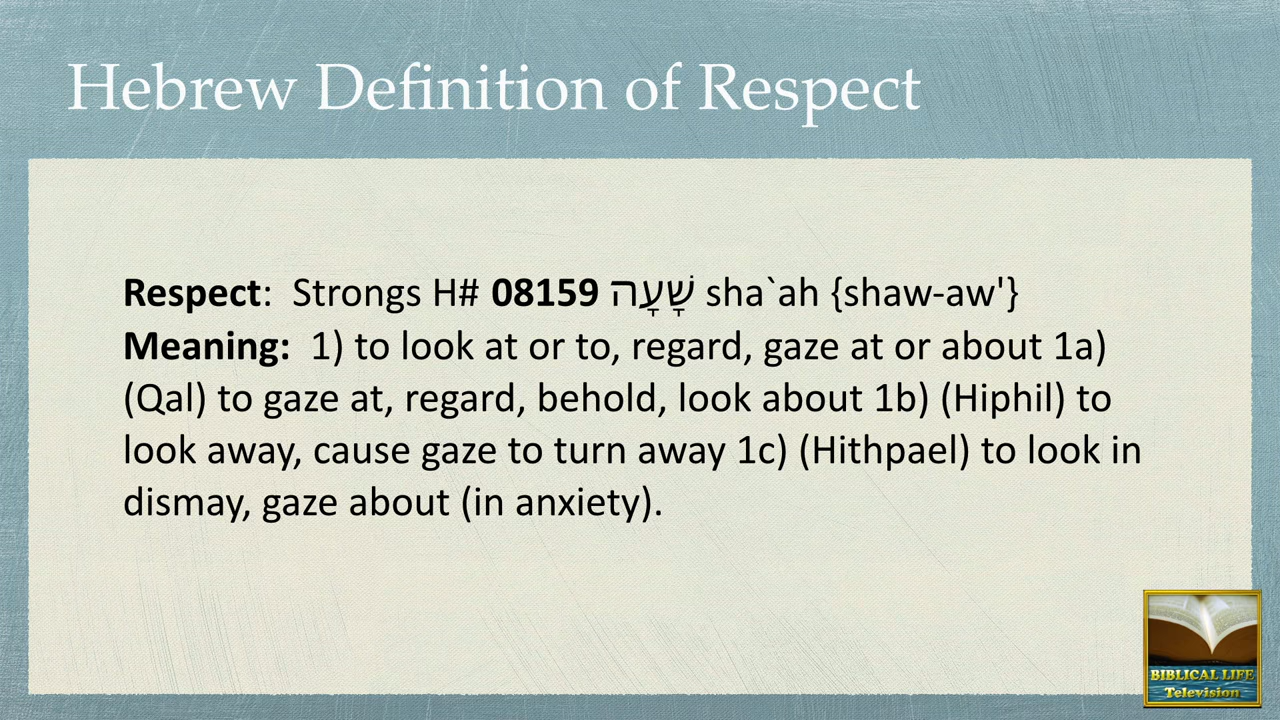 Hebrew Definition of Respect
Respect:  Strongs H# 08159 שָׁעָה sha`ah {shaw-aw'}
Meaning:  1) to look at or to, regard, gaze at or about 1a)
(Qal) to gaze at, regard, behold, look about 1b) (Hiphil) to
look away, cause gaze to turn away 1c) (Hithpael) to look in
dismay, gaze about (in anxiety).
BIBLICAL LIFE
Television